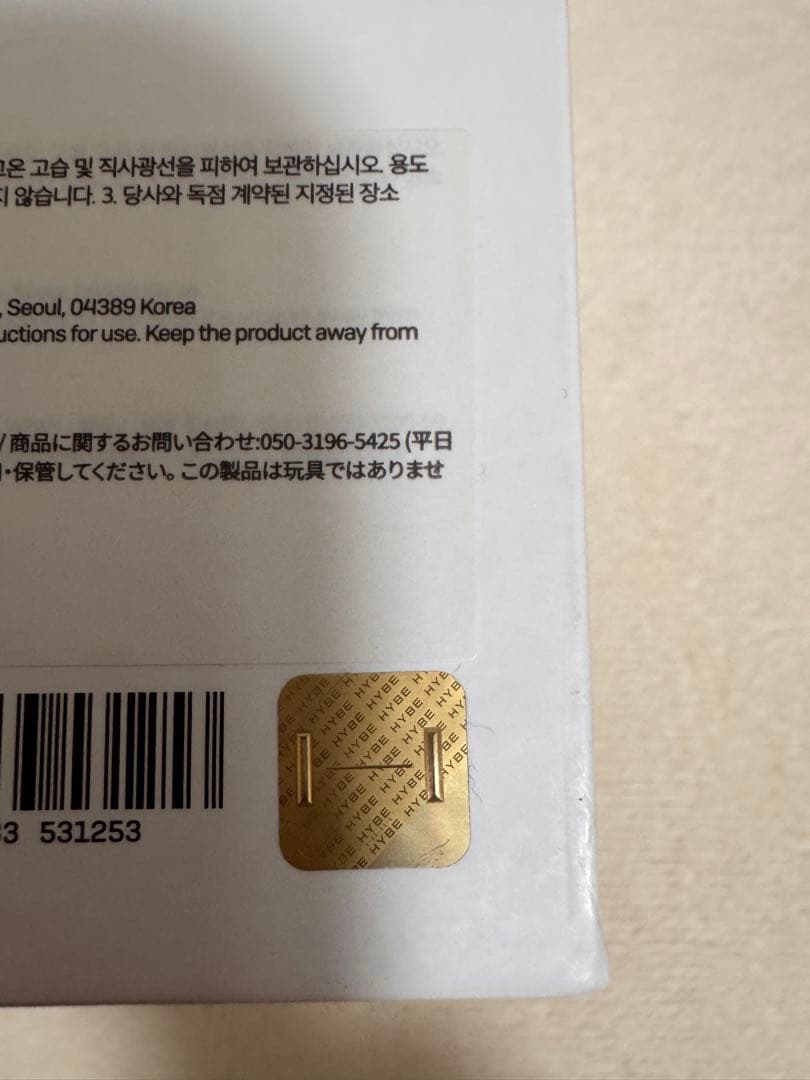 고온 고습 및 직사광선을 피하여 보관하십시오. 용도
지 않습니다. 3. 당사와 독점 계약된 지정된 장소
, Seoul, 04389 Korea
uctions for use. Keep the product away from
/ 商品に関するお問い合わせ:050-3196-5425 (平日
・保管してください。この製品は玩具ではありませ
3 531253
HYBE HYBE HYBE HYBE